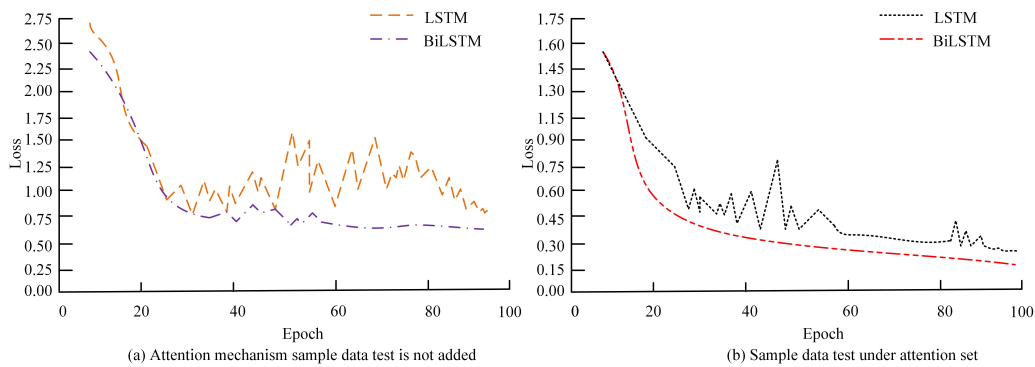 2.75
2.50
2.25
2.00
1.75
1.50
1.25
1.00
0.75
0.50
0.25
0.00
Loss
0 20 40 60 80 100
Epoch
LSTM
BiLSTM
(a) Attention mechanism sample data test is not added
1.75
1.60
1.45
1.30
1.15
0.90
0.75
0.60
0.45
0.30
0.15
0.00
Loss
0 20 40 60 80 100
Epoch
LSTM
BiLSTM
(b) Sample data test under attention set